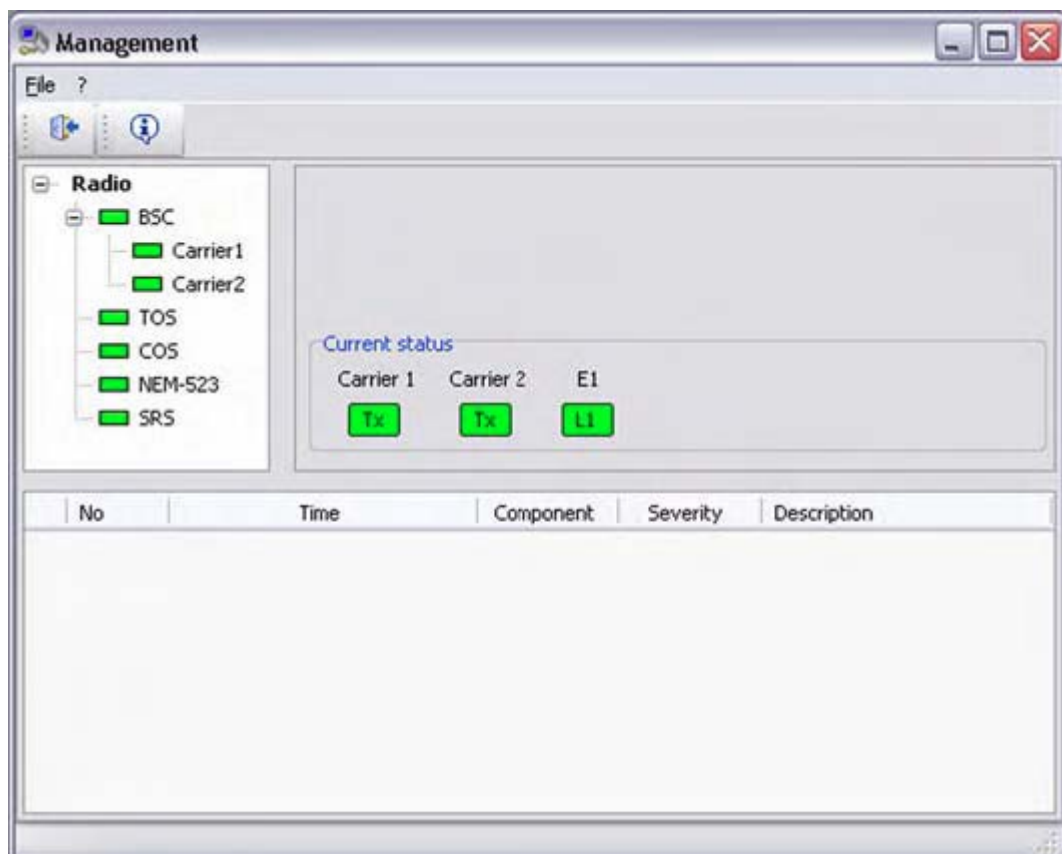 Management
File ?
Radio
BSC
Carrier1
Carrier2
TOS
COS
NEM-523
SRS
Current status
Carrier 1 Carrier 2 E1
Tx Tx L1
No Time Component Severity Description